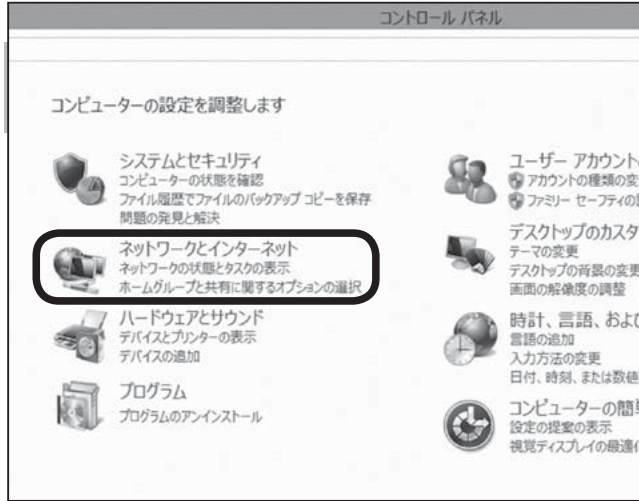 コントロール パネル
コンピューターの設定を調整します
システムとセキュリティ
コンピューターの状態を確認
ファイル履歴でファイルのバックアップ コピーを保存
問題の発見と解決
ネットワークとインターネット
ネットワークの状態とタスクの表示
ホームグループと共有に関するオプションの選択
ハードウェアとサウンド
デバイスとプリンターの表示
デバイスの追加
プログラム
プログラムのアンインストール
ユーザー アカウント
アカウントの種類の変
ファミリー セーフティの
デスクトップのカスタ
テーマの変更
デスクトップの背景の変更
画面の解像度の調整
時計、言語、およ
言語の追加
入力方法の変更
日付、時刻、または数値
コンピューターの簡単
設定の提案の表示
視覚ディスプレイの最適